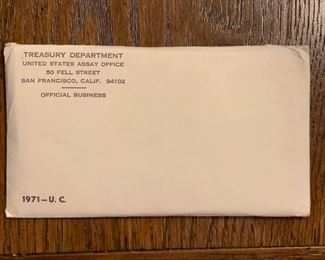 TREASURY DEPARTMENT
UNITED STATES ASSAY OFFICE
50 FELL STREET
SAN FRANCISCO, CALIF. 94102
OFFICIAL BUSINESS
1971-U. C.